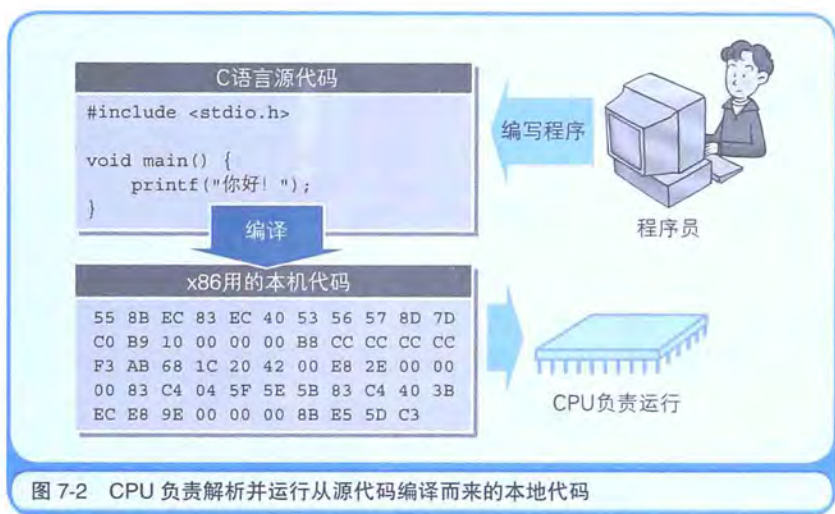 C语言源代码
#include <stdio.h>
void main() {
printf("你好! ");
}
编写程序
程序员
编译
x86用的本机代码
55 8B EC 83 EC 40 53 56 57 8D 7D
C0 B9 10 00 00 00 B8 CC CC CC CC
F3 AB 68 1C 20 42 00 E8 2E 00 00
00 83 C4 04 5F 5E 5B 83 C4 40 3B
EC E8 9E 00 00 00 8B E5 5D C3
CPU负责运行
图 7-2 CPU 负责解析并运行从源代码编译而来的本地代码